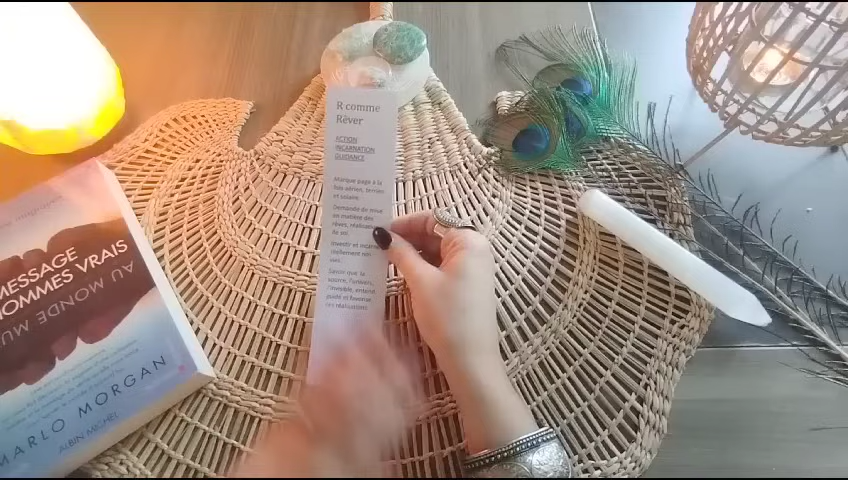 R comme
Rêver
ACTION
INCARNATION
GUIDANCE
Marque page à la
fois aérien, terrien
et solaire.
Demande de mise
en matière des
rêves, réalisation
de soi.
Investir et incarner
réellement ses
Savoir que la
source, l'univers,
l'invisible, entend
guide et favorise
ces réalisations.
MESSAGE
HOMMES VRAIS
AU MONDE MU
MARLO MORGAN
ALBIN MICHEL